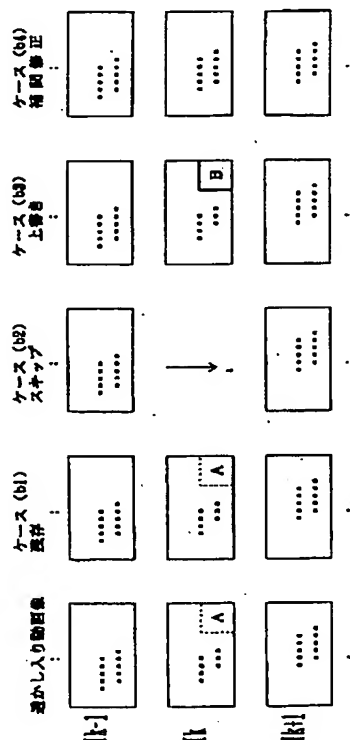 透かし入り動画像
ケース (b1)
残存
ケース (b2)
スキップ
ケース (b3)
上書き
ケース (b4)
補間修正
[k-1]
A
A
B
[k
[k+1]